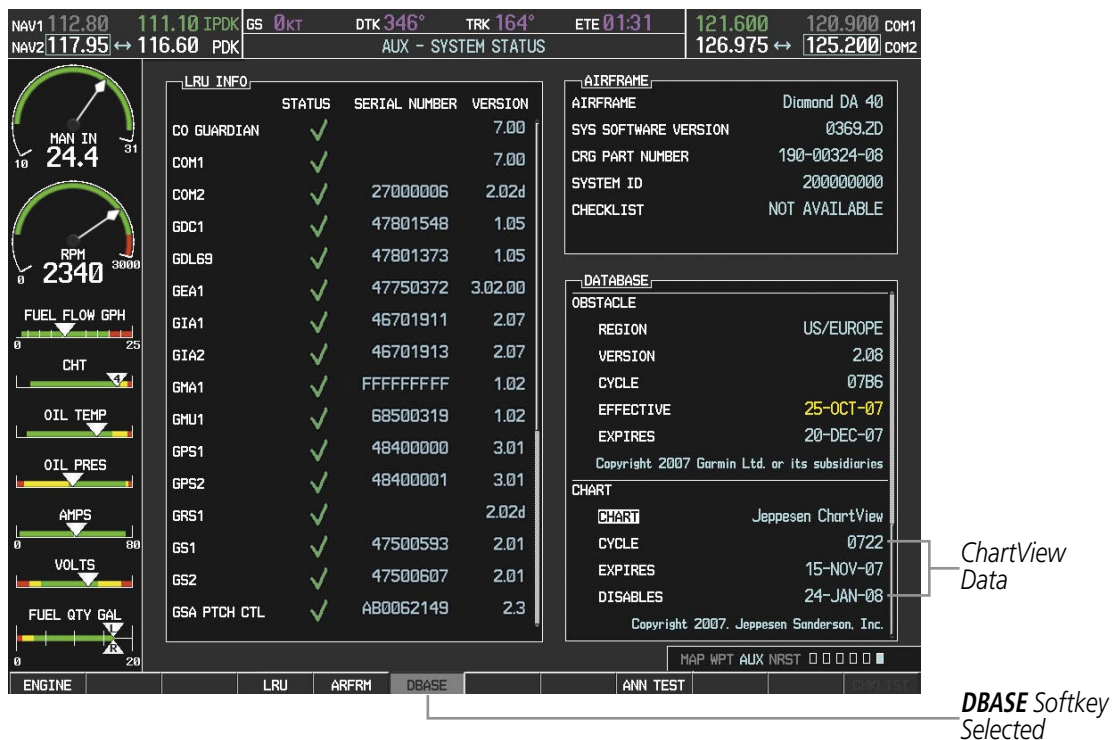 NAV1 112.80 111.10 IPDK GS 0KT DTK 346° TRK 164° ETE 01:31 121.600 120.900 COM1
NAV2 117.95 ↔ 116.60 PDK AUX - SYSTEM STATUS 126.975 ↔ 125.200 COM2
MAN IN
24.4
10 31
RPM
2340
0 3000
FUEL FLOW GPH
0 25
CHT
4
OIL TEMP
OIL PRES
AMPS
0 80
VOLTS
FUEL QTY GAL
L
R
0 20
LRU INFO
STATUS SERIAL NUMBER VERSION
CO GUARDIAN ✓ 7.00
COM1 ✓ 7.00
COM2 ✓ 27000006 2.02d
GDC1 ✓ 47801548 1.05
GDL69 ✓ 47801373 1.05
GEA1 ✓ 47750372 3.02.00
GIA1 ✓ 46701911 2.07
GIA2 ✓ 46701913 2.07
GMA1 ✓ FFFFFFFFF 1.02
GMU1 ✓ 68500319 1.02
GPS1 ✓ 48400000 3.01
GPS2 ✓ 48400001 3.01
GRS1 ✓ 2.02d
GS1 ✓ 47500593 2.01
GS2 ✓ 47500607 2.01
GSA PTCH CTL ✓ AB0062149 2.3
AIRFRAME
AIRFRAME Diamond DA 40
SYS SOFTWARE VERSION 0369.ZD
CRG PART NUMBER 190-00324-08
SYSTEM ID 200000000
CHECKLIST NOT AVAILABLE
DATABASE
OBSTACLE
REGION US/EUROPE
VERSION 2.08
CYCLE 07B6
EFFECTIVE 25-OCT-07
EXPIRES 20-DEC-07
Copyright 2007 Garmin Ltd. or its subsidiaries
CHART
CHART Jeppesen ChartView
CYCLE 0722
EXPIRES 15-NOV-07
DISABLES 24-JAN-08
Copyright 2007. Jeppesen Sanderson, Inc.
MAP WPT AUX NRST
ENGINE LRU ARFRM DBASE ANN TEST CHKLIST
ChartView
Data
DBASE Softkey
Selected